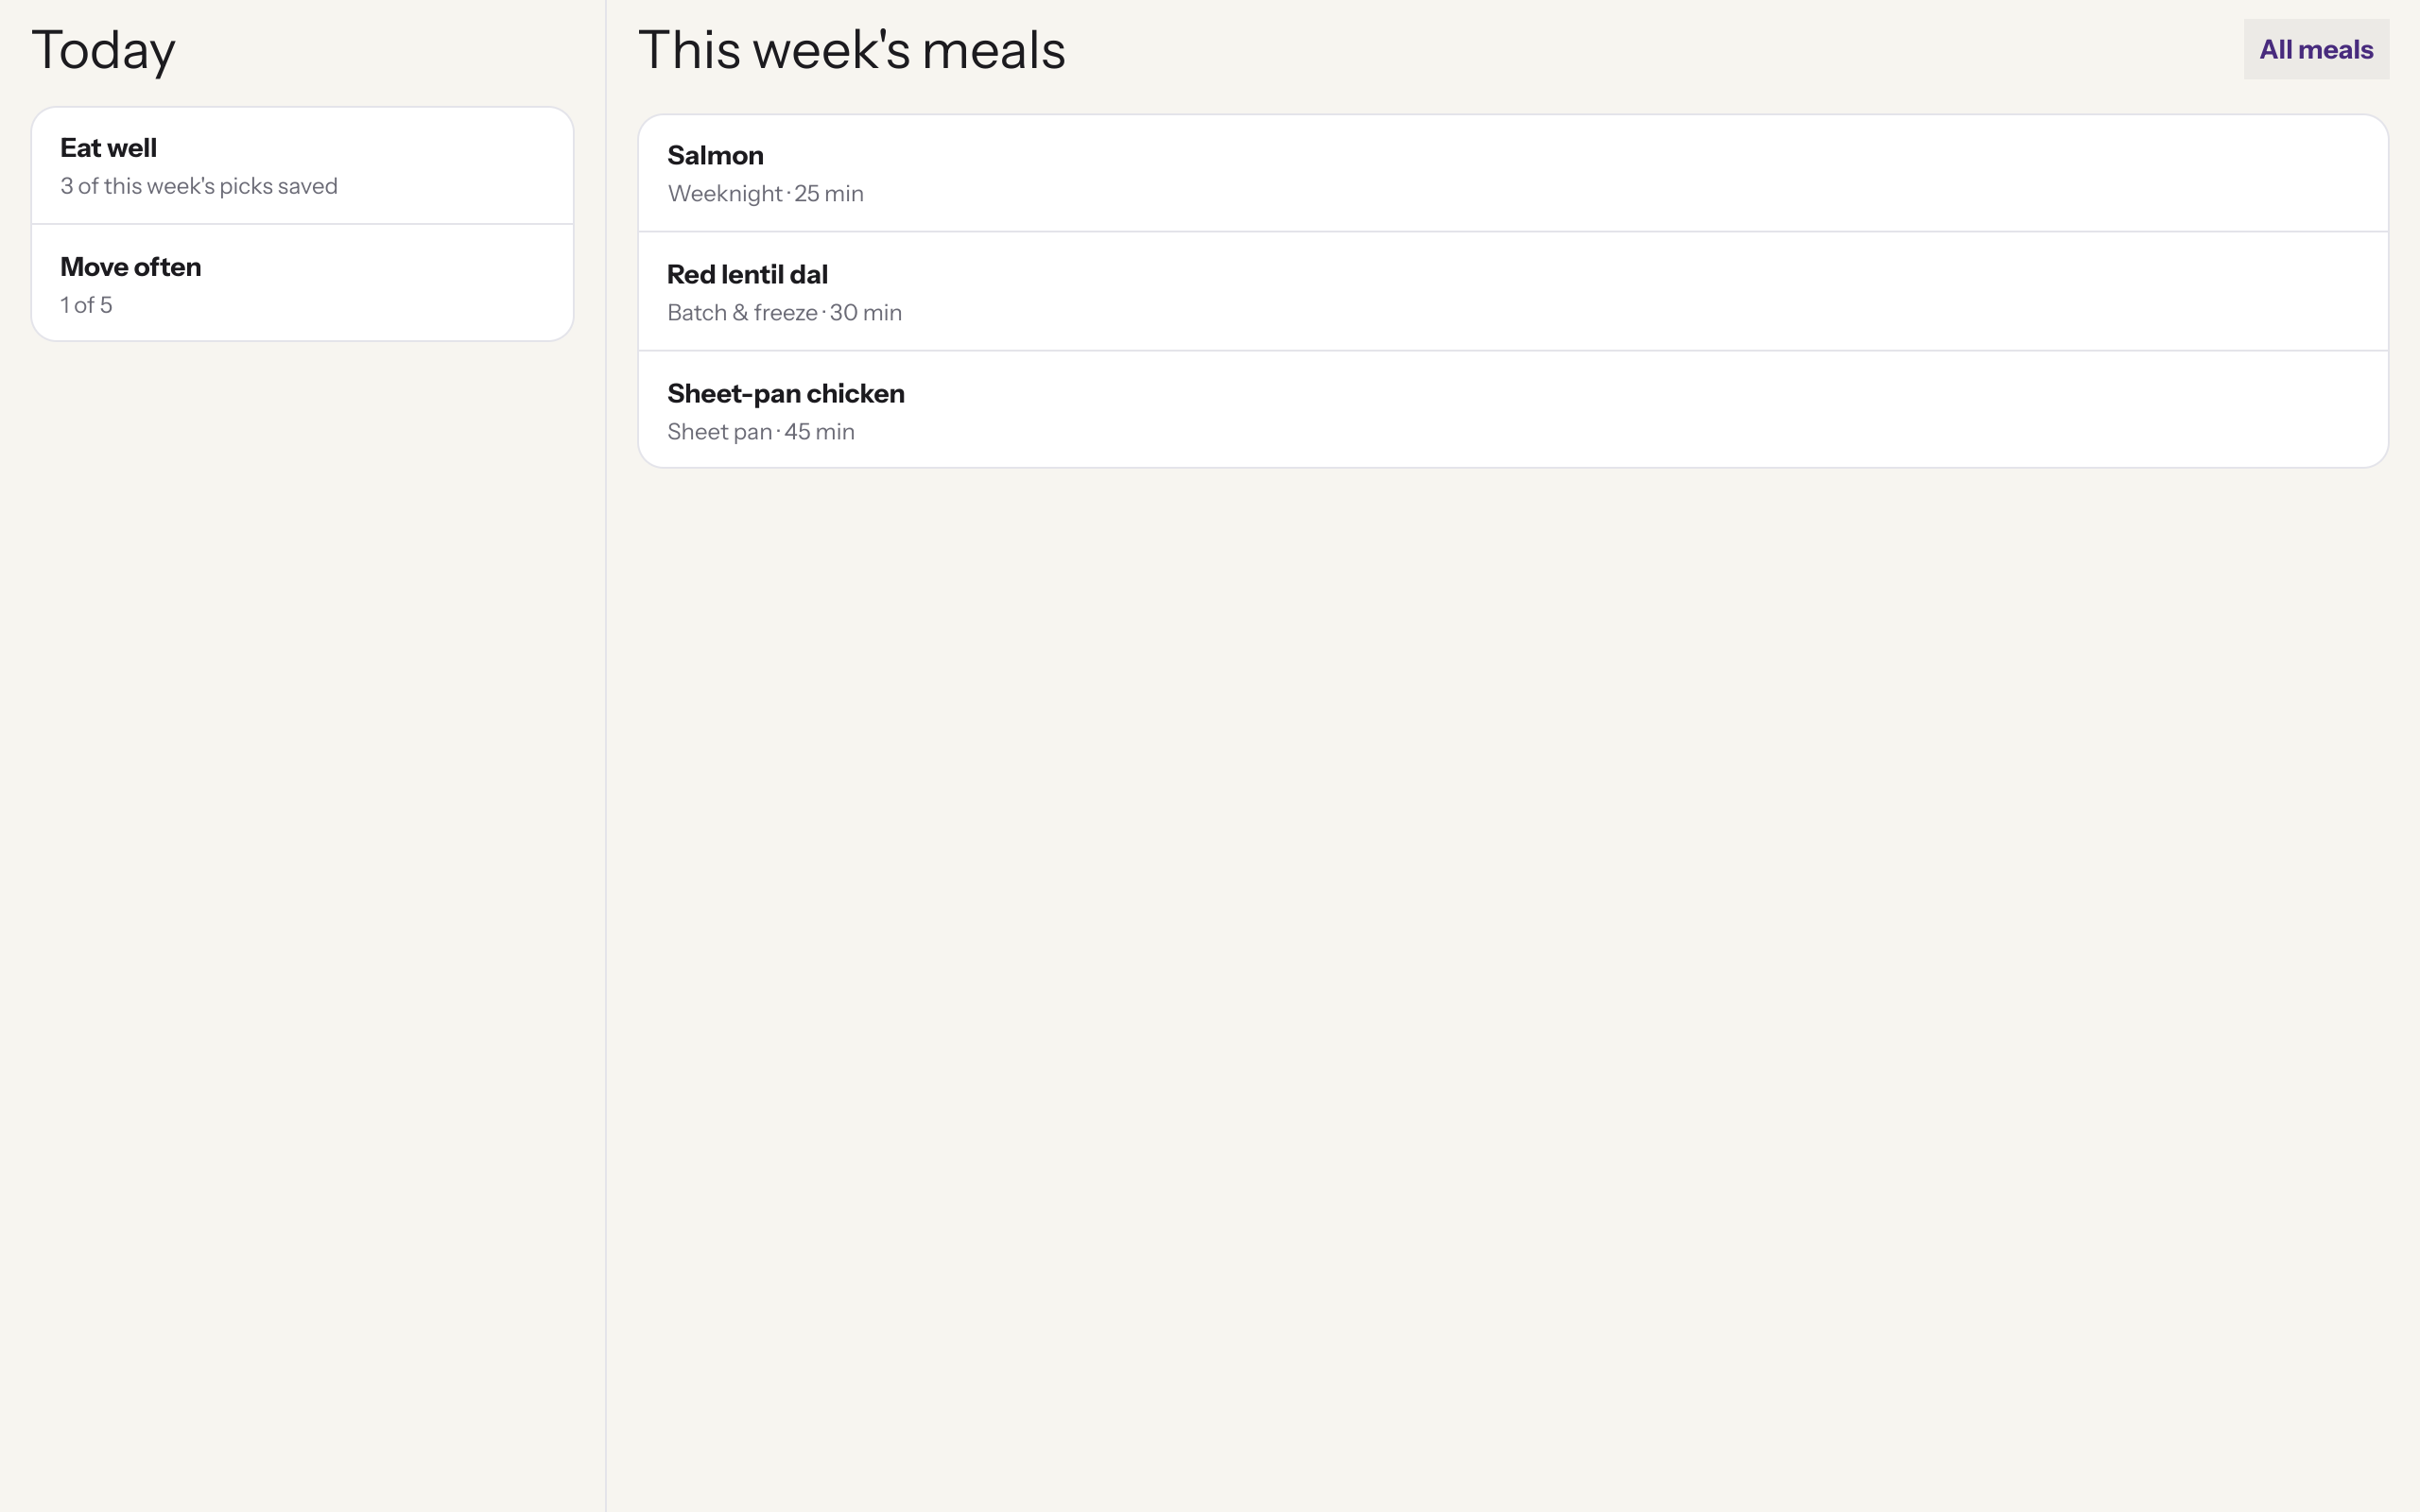 Today
Eat well
3 of this week's picks saved
Move often
1 of 5
This week's meals
All meals
Salmon
Weeknight · 25 min
Red lentil dal
Batch & freeze · 30 min
Sheet-pan chicken
Sheet pan · 45 min